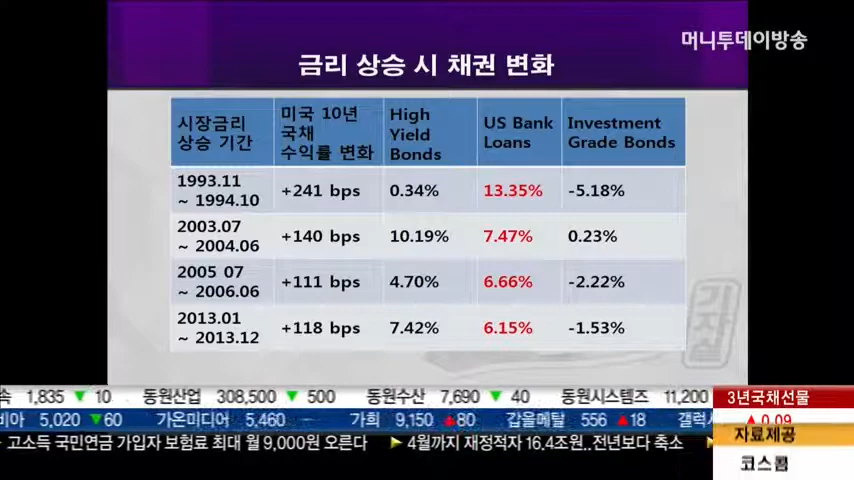 머니투데이방송
금리 상승 시 채권 변화
시장금리 상승 기간 미국 10년 국채 수익률 변화 High Yield Bonds US Bank Loans Investment Grade Bonds
1993.11 ~ 1994.10 +241 bps 0.34% 13.35% -5.18%
2003.07 ~ 2004.06 +140 bps 10.19% 7.47% 0.23%
2005 07 ~ 2006.06 +111 bps 4.70% 6.66% -2.22%
2013.01 ~ 2013.12 +118 bps 7.42% 6.15% -1.53%
기자실
속 1,835 ▼ 10 동원산업 308,500 ▼ 500 동원수산 7,690 ▼ 40 동원시스템즈 11,200
비아 5,020 ▼60 가온미디어 5,460 – 가희 9,150 ▲80 갑을메탈 556 ▲18 갤럭
고소득 국민연금 가입자 보험료 최대 월 9,000원 오른다 ▶ 4월까지 재정적자 16.4조원..전년보다 축소
3년국채선물
▲ 0.09
자료제공
코스콤